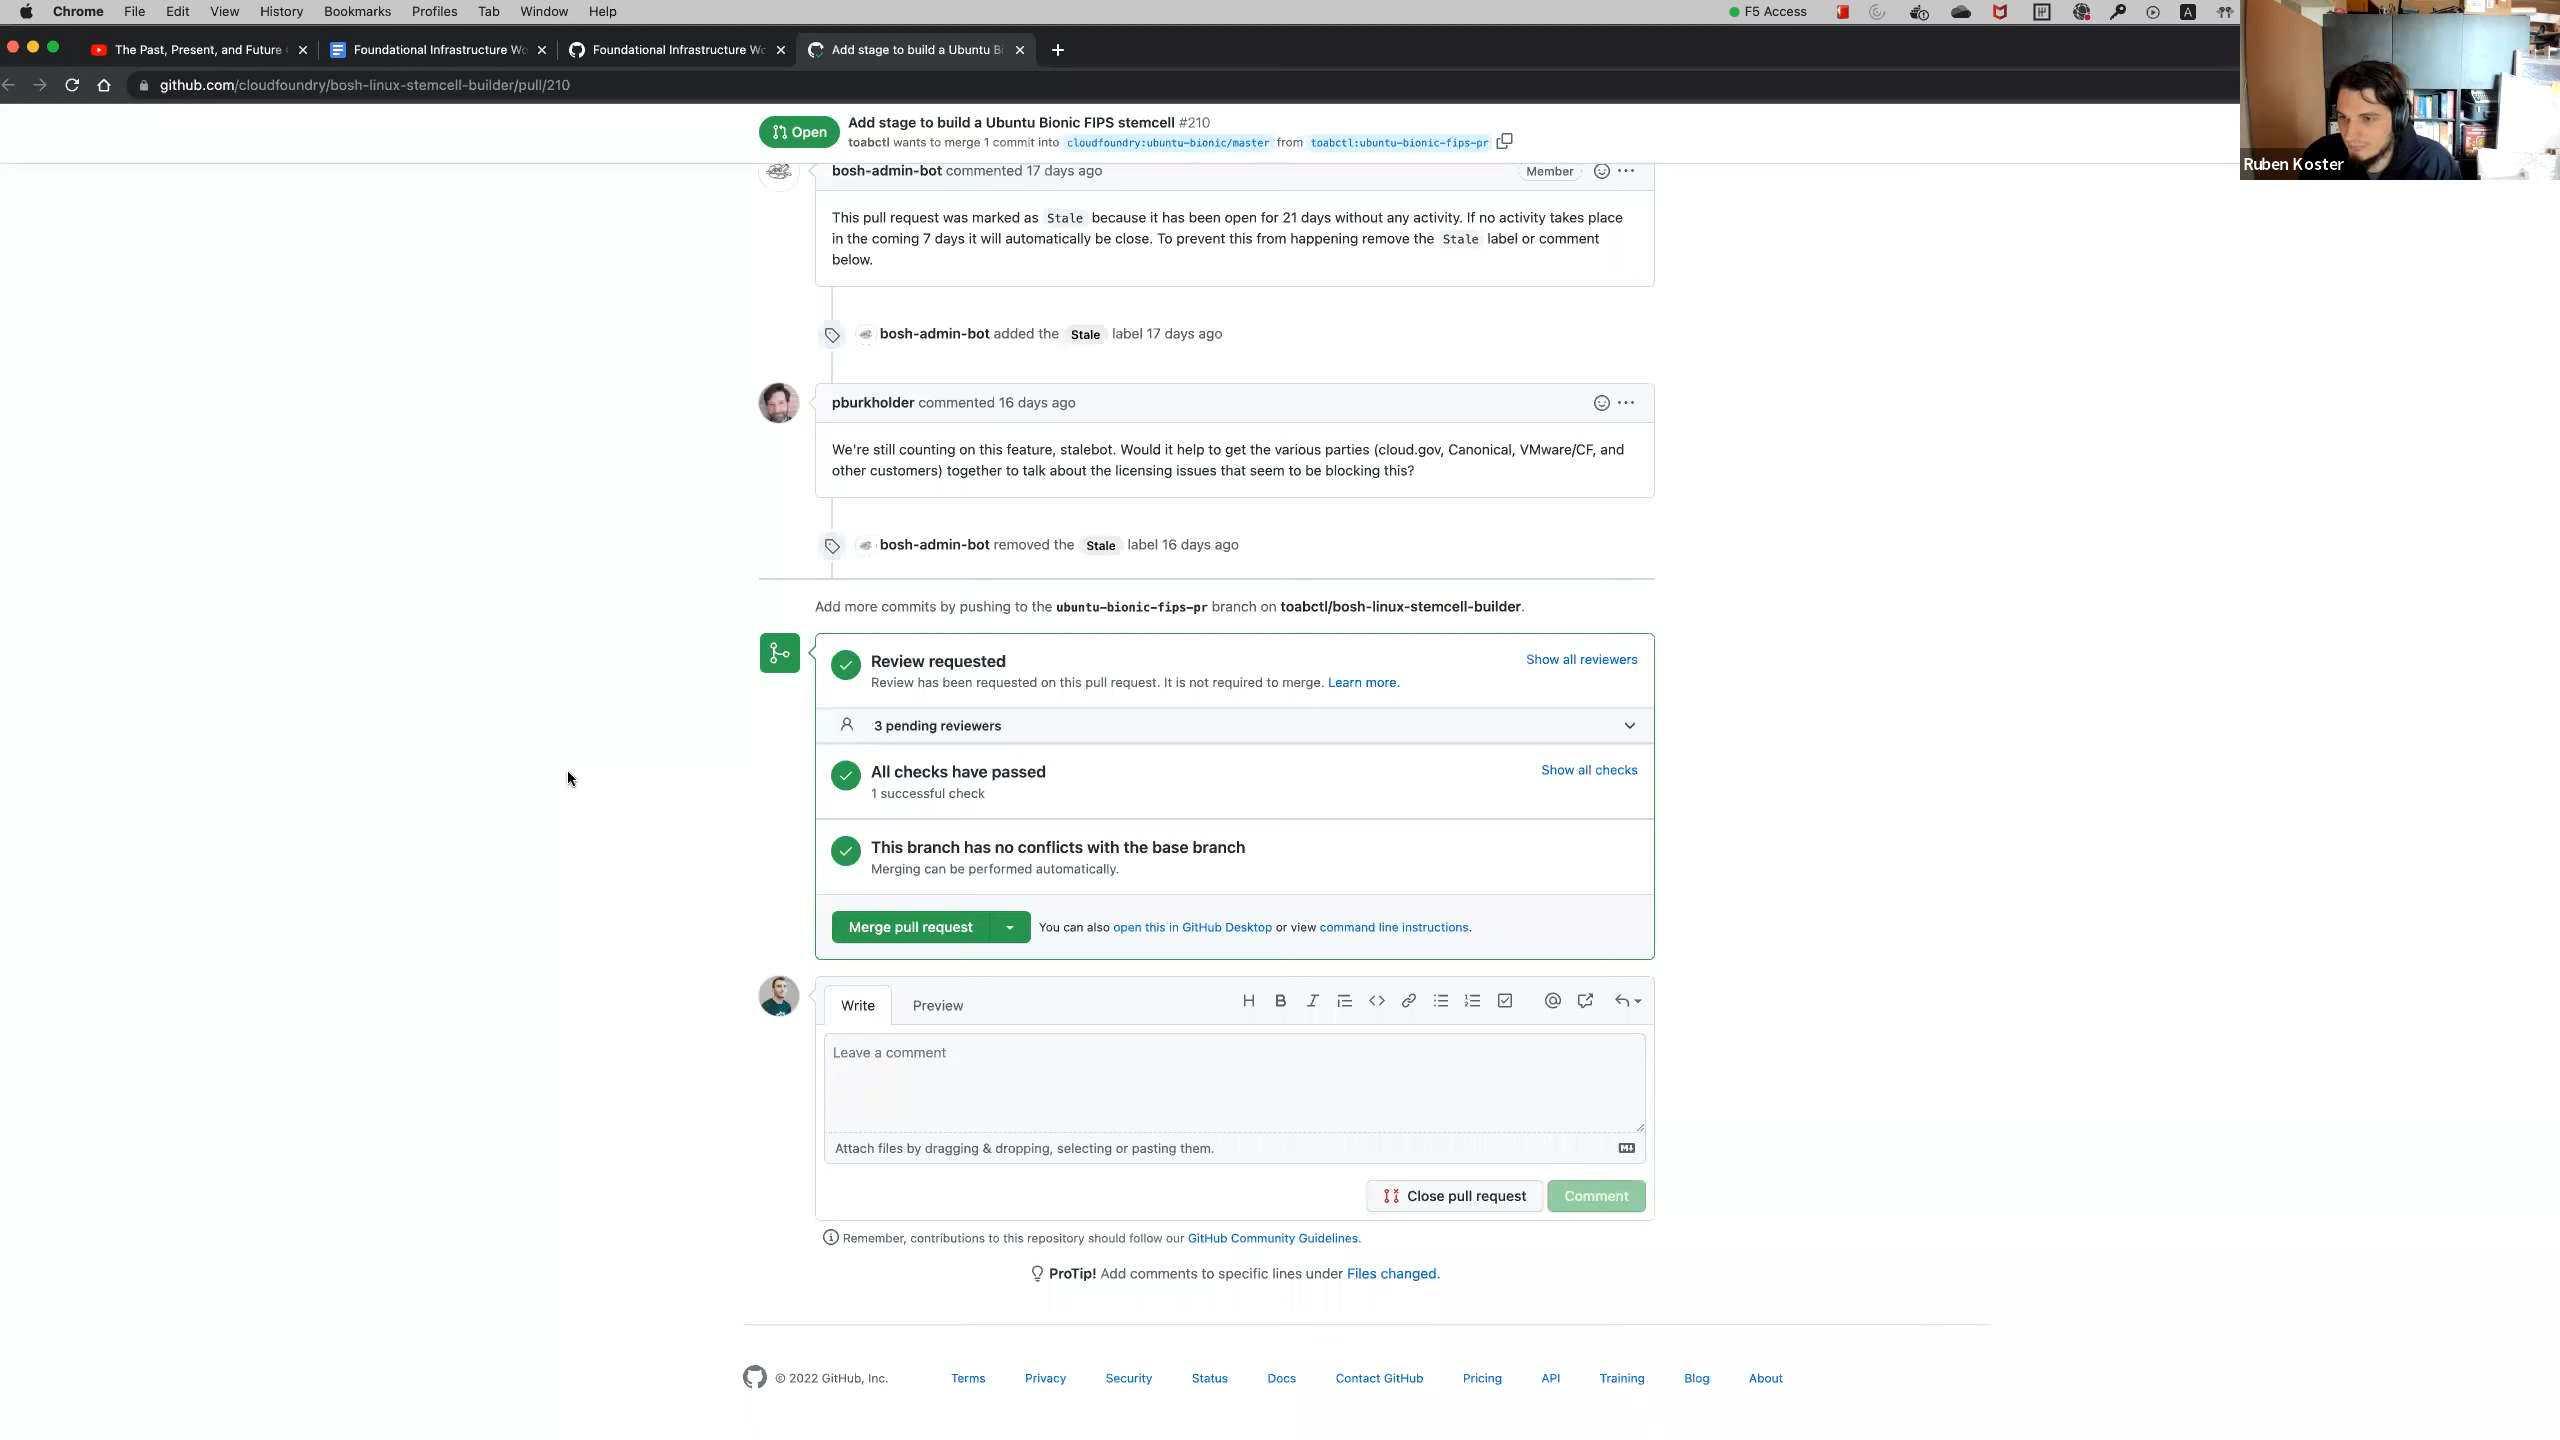 Chrome File Edit View History Bookmarks Profiles Tab Window Help
F5 Access
A
The Past, Present, and Future
Foundational Infrastructure Wo
Foundational Infrastructure Wo
Add stage to build a Ubuntu Bi
github.com/cloudfoundry/bosh-linux-stemcell-builder/pull/210
Ruben Koster
Open
Add stage to build a Ubuntu Bionic FIPS stemcell #210
toabctl wants to merge 1 commit into cloudfoundry:ubuntu-bionic/master from toabctl:ubuntu-bionic-fips-pr
bosh-admin-bot commented 17 days ago
Member
This pull request was marked as Stale because it has been open for 21 days without any activity. If no activity takes place
in the coming 7 days it will automatically be close. To prevent this from happening remove the Stale label or comment
below.
bosh-admin-bot added the Stale label 17 days ago
pburkholder commented 16 days ago
We're still counting on this feature, stalebot. Would it help to get the various parties (cloud.gov, Canonical, VMware/CF, and
other customers) together to talk about the licensing issues that seem to be blocking this?
bosh-admin-bot removed the Stale label 16 days ago
Add more commits by pushing to the ubuntu-bionic-fips-pr branch on toabctl/bosh-linux-stemcell-builder.
Review requested
Show all reviewers
Review has been requested on this pull request. It is not required to merge. Learn more.
3 pending reviewers
All checks have passed
Show all checks
1 successful check
This branch has no conflicts with the base branch
Merging can be performed automatically.
Merge pull request
You can also open this in GitHub Desktop or view command line instructions.
Write Preview
Leave a comment
Attach files by dragging & dropping, selecting or pasting them.
Close pull request
Comment
Remember, contributions to this repository should follow our GitHub Community Guidelines.
ProTip! Add comments to specific lines under Files changed.
© 2022 GitHub, Inc. Terms Privacy Security Status Docs Contact GitHub Pricing API Training Blog About